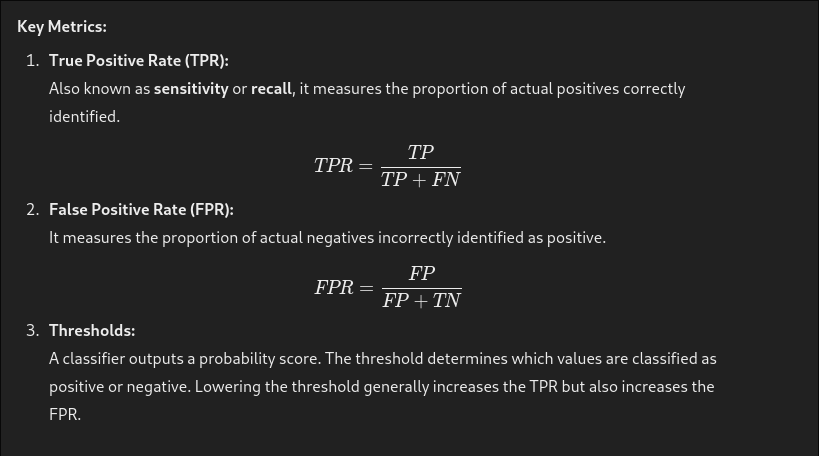 Key Metrics:
1. True Positive Rate (TPR):
Also known as sensitivity or recall, it measures the proportion of actual positives correctly
identified.
TPR = TP / TP + FN
2. False Positive Rate (FPR):
It measures the proportion of actual negatives incorrectly identified as positive.
FPR = FP / FP + TN
3. Thresholds:
A classifier outputs a probability score. The threshold determines which values are classified as
positive or negative. Lowering the threshold generally increases the TPR but also increases the
FPR.